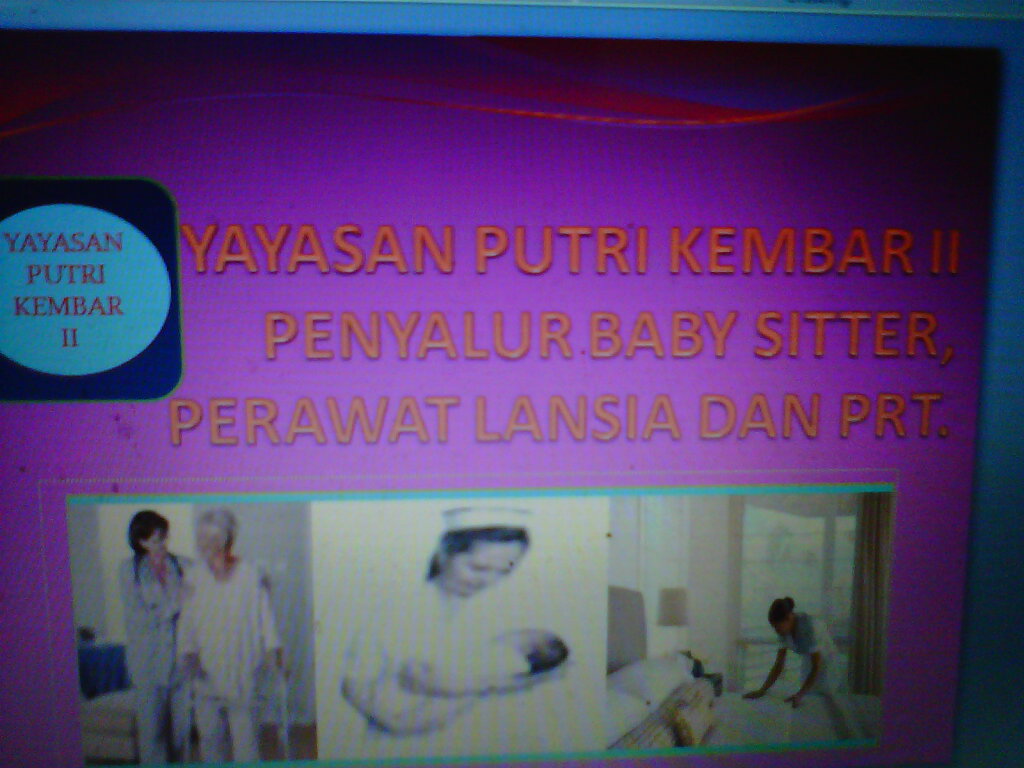 YAYASAN
PUTRI
KEMBAR
II
YAYASAN PUTRI KEMBAR II
PENYALUR BABY SITTER,
PERAWAT LANSIA DAN PRT.